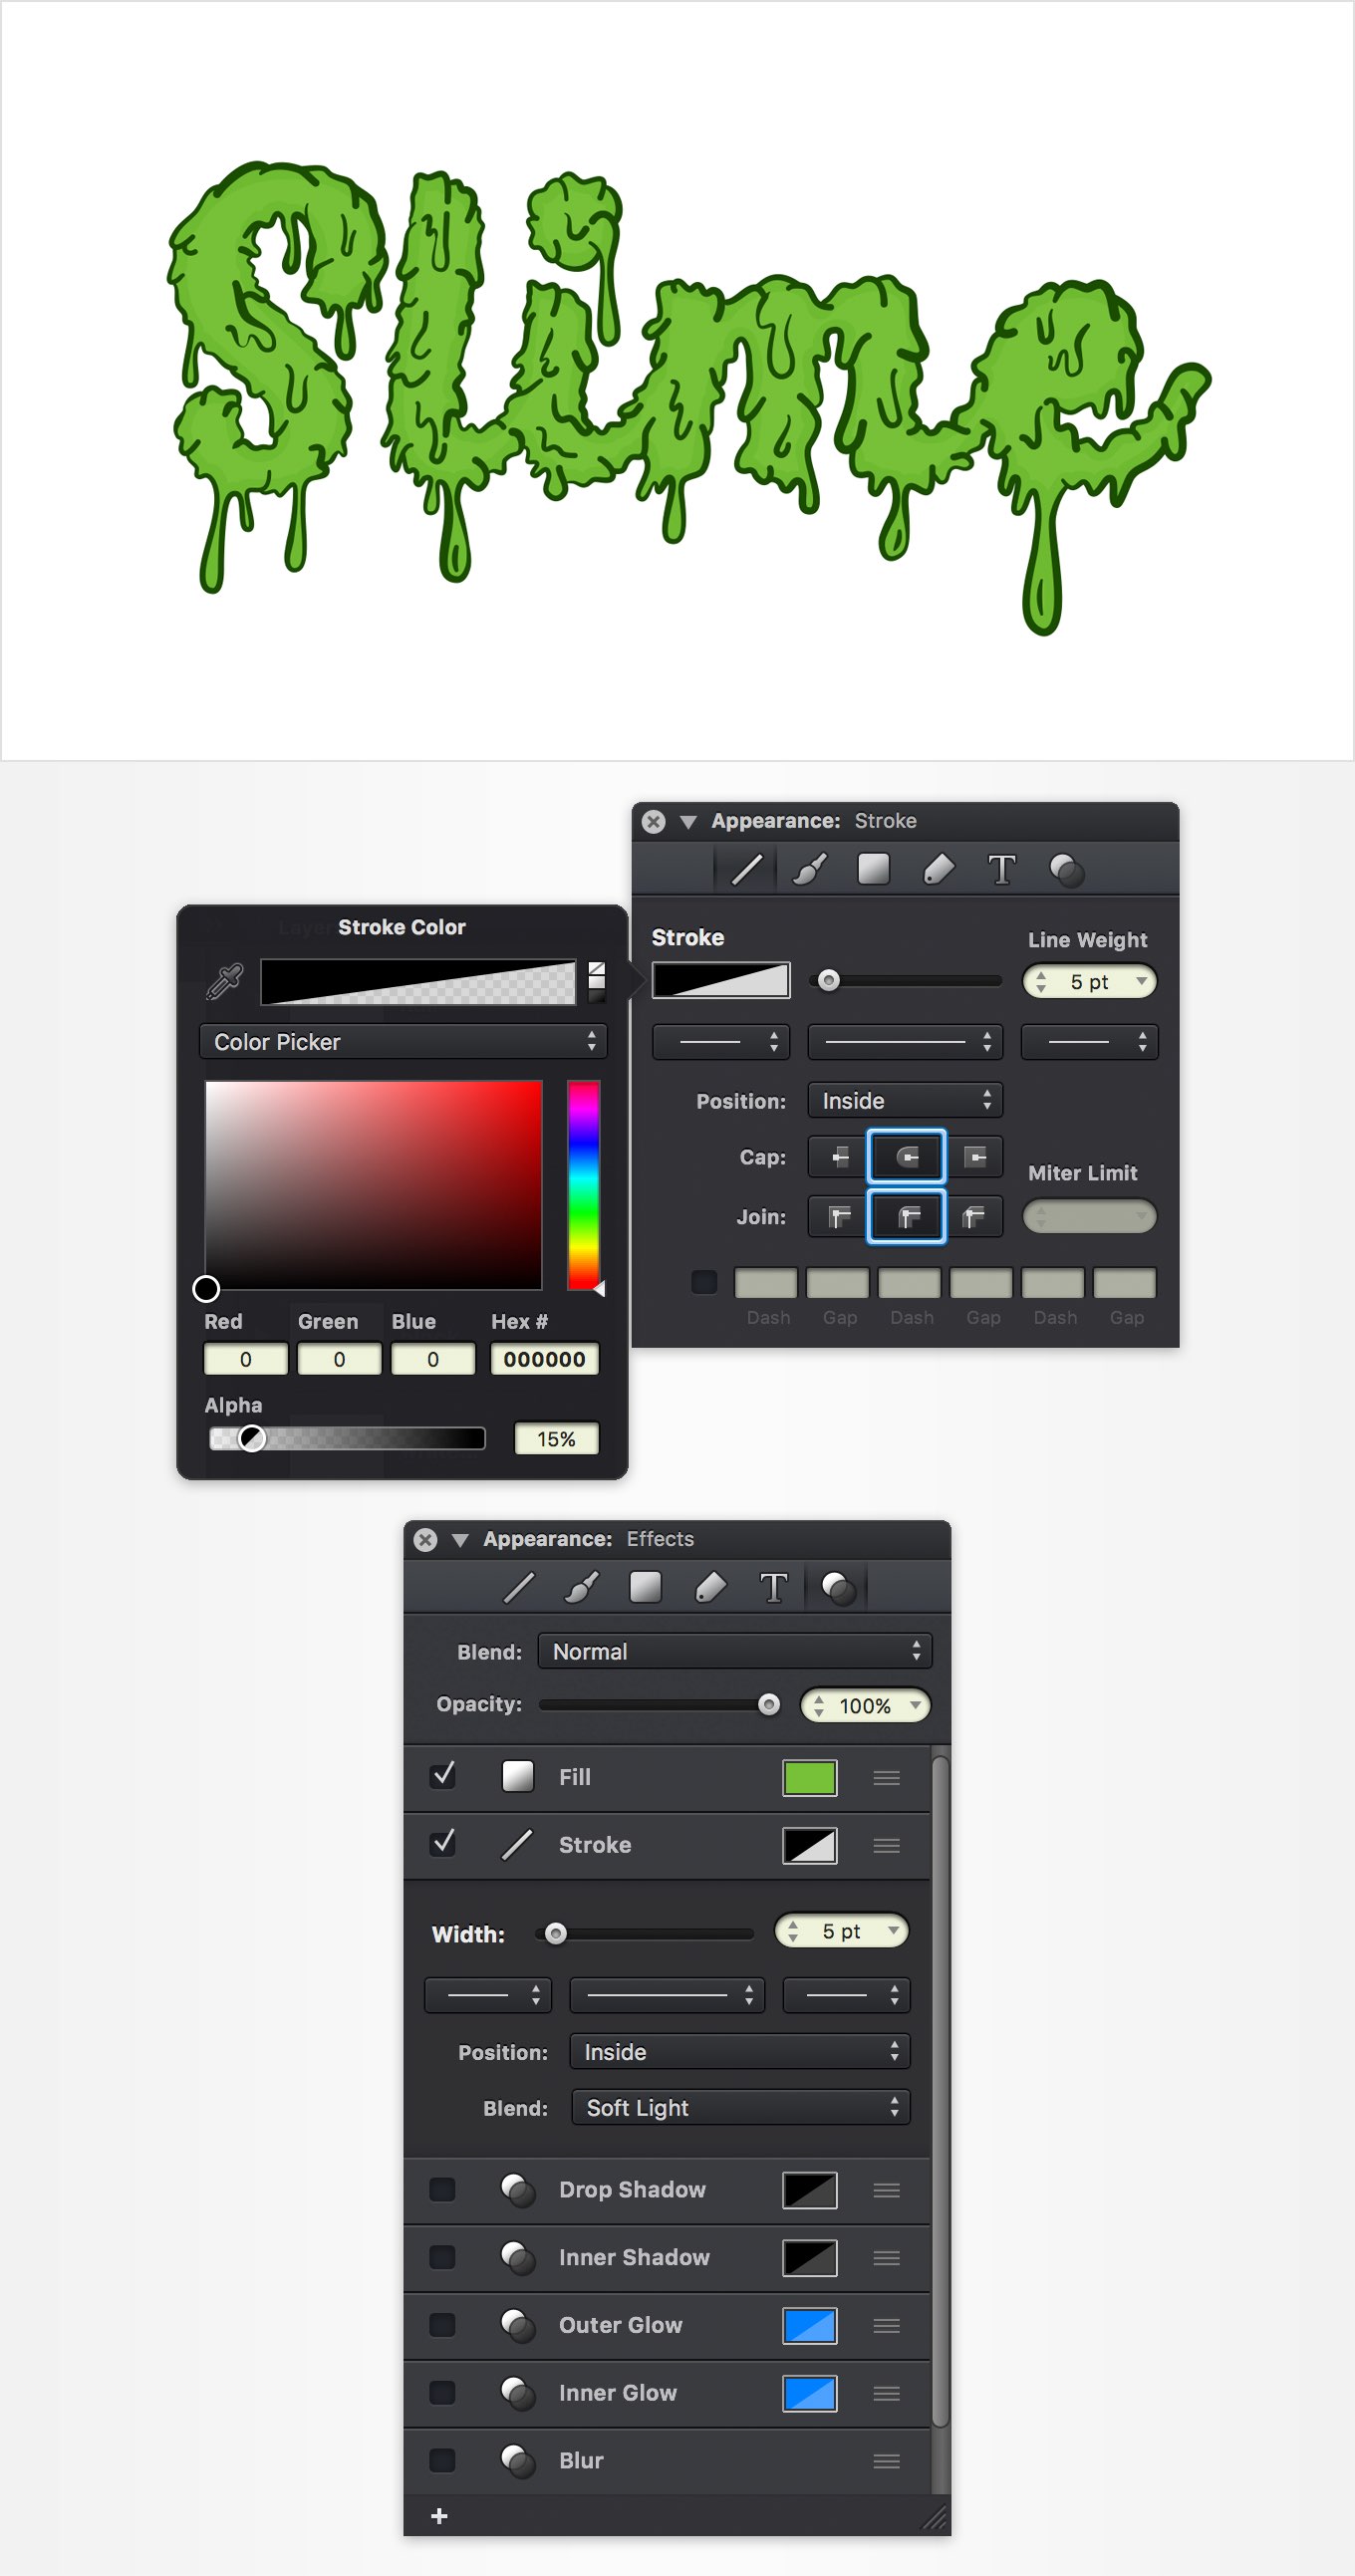 Slime
Appearance: Stroke
T
Layer
Stroke Color
Stroke
Line Weight
5 pt
Color Picker
Position: Inside
Cap:
Miter Limit
Join:
Dash Gap Dash Gap Dash Gap
Red Green Blue Hex #
0 0 0 000000
Alpha
15%
Appearance: Effects
T
Blend: Normal
Opacity: 100%
Fill
Stroke
Width: 5 pt
Position: Inside
Blend: Soft Light
Drop Shadow
Inner Shadow
Outer Glow
Inner Glow
Blur
+